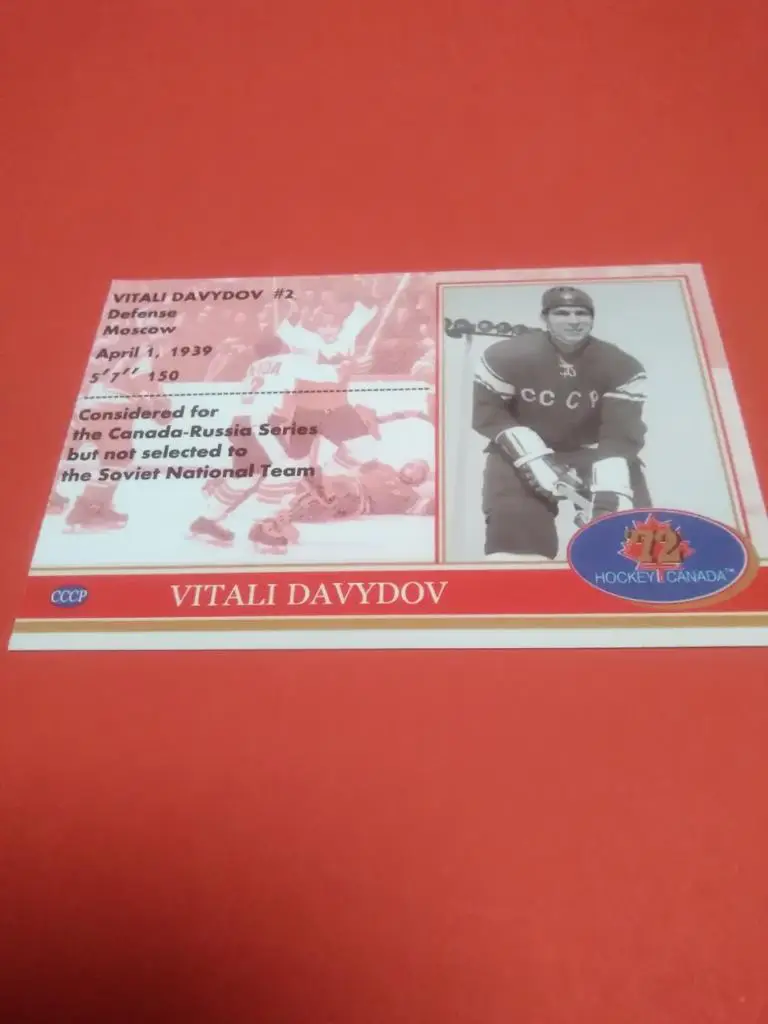 VITALI DAVYDOV #2
Defense
Moscow
April 1, 1939
5'7'' 150
Considered for
the Canada-Russia Series
but not selected to
the Soviet National Team
CCCP
'72
HOCKEY CANADA™
CCCP
VITALI DAVYDOV